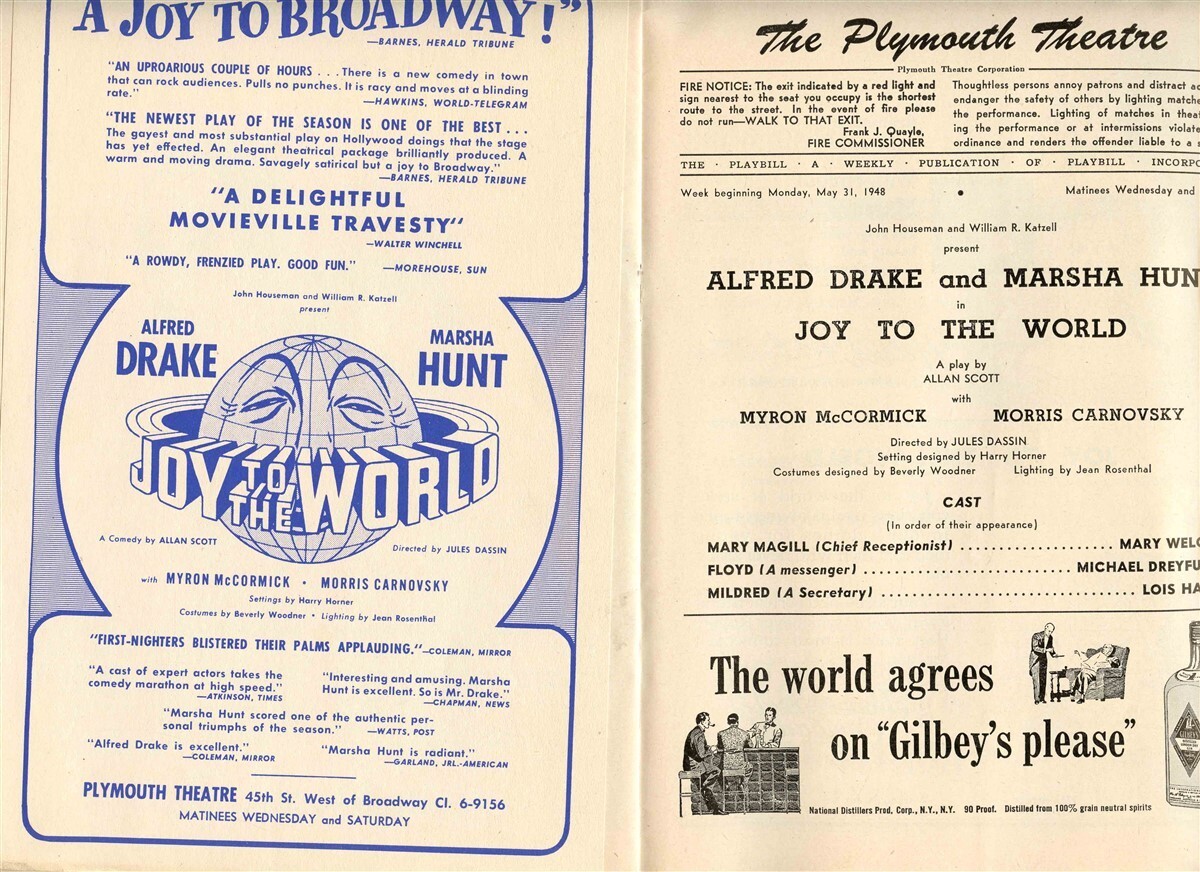 A JOY TO BROADWAY!"
—BARNES, HERALD TRIBUNE
"AN UPROARIOUS COUPLE OF HOURS . . . There is a new comedy in town
that can rock audiences. Pulls no punches. It is racy and moves at a blinding
rate."
—HAWKINS, WORLD-TELEGRAM
"THE NEWEST PLAY OF THE SEASON IS ONE OF THE BEST . . .
The gayest and most substantial play on Hollywood doings that the stage
has yet effected. An elegant theatrical package brilliantly produced. A
warm and moving drama. Savagely satirical but a joy to Broadway."
—BARNES, HERALD TRIBUNE
"A DELIGHTFUL
MOVIEVILLE TRAVESTY"
—WALTER WINCHELL
"A ROWDY, FRENZIED PLAY. GOOD FUN." —MOREHOUSE, SUN
John Houseman and William R. Katzell
present
ALFRED
DRAKE
MARSHA
HUNT
JOY TO THE WORLD
A Comedy by ALLAN SCOTT
Directed by JULES DASSIN
with MYRON McCORMICK • MORRIS CARNOVSKY
Settings by Harry Horner
Costumes by Beverly Woodner • Lighting by Jean Rosenthal
"FIRST-NIGHTERS BLISTERED THEIR PALMS APPLAUDING."—COLEMAN, MIRROR
"A cast of expert actors takes the
comedy marathon at high speed."
—ATKINSON, TIMES
"Interesting and amusing. Marsha
Hunt is excellent. So is Mr. Drake."
—CHAPMAN, NEWS
"Marsha Hunt scored one of the authentic per-
sonal triumphs of the season." —WATTS, POST
"Alfred Drake is excellent."
—COLEMAN, MIRROR
"Marsha Hunt is radiant."
—GARLAND, JRL.-AMERICAN
PLYMOUTH THEATRE 45th St. West of Broadway CI. 6-9156
MATINEES WEDNESDAY and SATURDAY
The Plymouth Theatre
Plymouth Theatre Corporation
FIRE NOTICE: The exit indicated by a red light and
sign nearest to the seat you occupy is the shortest
route to the street. In the event of fire please
do not run—WALK TO THAT EXIT.
Frank J. Quayle,
FIRE COMMISSIONER
Thoughtless persons annoy patrons and distract ac
endanger the safety of others by lighting matche
the performance. Lighting of matches in theat
ing the performance or at intermissions violate
ordinance and renders the offender liable to a s
THE · PLAYBILL · A · WEEKLY · PUBLICATION · OF · PLAYBILL · INCORPO
Week beginning Monday, May 31, 1948 • Matinees Wednesday and
John Houseman and William R. Katzell
present
ALFRED DRAKE and MARSHA HUN
in
JOY TO THE WORLD
A play by
ALLAN SCOTT
with
MYRON McCORMICK MORRIS CARNOVSKY
Directed by JULES DASSIN
Setting designed by Harry Horner
Costumes designed by Beverly Woodner Lighting by Jean Rosenthal
CAST
(In order of their appearance)
MARY MAGILL (Chief Receptionist) . . . . . . . . . . . . . . . . . . . . MARY WELC
FLOYD (A messenger) . . . . . . . . . . . . . . . . . . . . . . . . . . . MICHAEL DREYFU
MILDRED (A Secretary) . . . . . . . . . . . . . . . . . . . . . . . . . . . . . . . . . LOIS HA
The world agrees
on "Gilbey's please"
National Distillers Prod. Corp., N.Y., N.Y. 90 Proof. Distilled from 100% grain neutral spirits